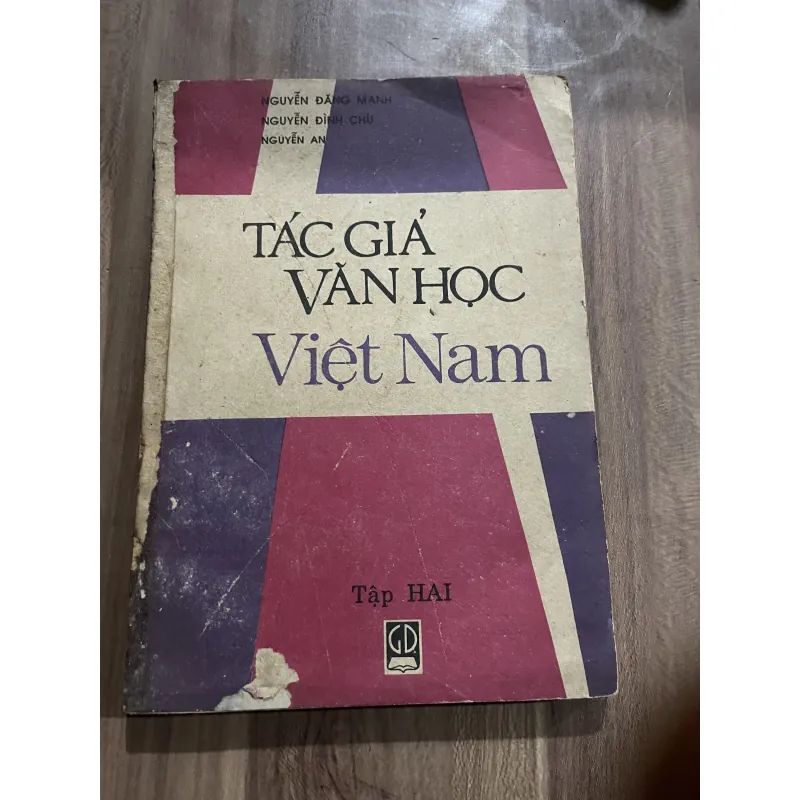 NGUYỄN ĐĂNG MẠNH
NGUYỄN ĐÌNH CHÚ
NGUYỄN AN
TÁC GIẢ
VĂN HỌC
Việt Nam
Tập HAI
GD